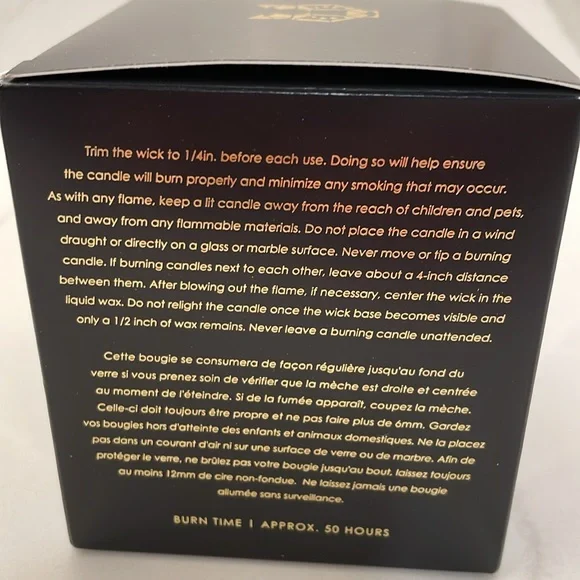 Trim the wick to 1/4in. before each use. Doing so will help ensure
the candle will burn properly and minimize any smoking that may occur.
As with any flame, keep a lit candle away from the reach of children and pets,
and away from any flammable materials. Do not place the candle in a wind
draught or directly on a glass or marble surface. Never move or tip a burning
candle. If burning candles next to each other, leave about a 4-inch distance
between them. After blowing out the flame, if necessary, center the wick in the
liquid wax. Do not relight the candle once the wick base becomes visible and
only a 1/2 inch of wax remains. Never leave a burning candle unattended.
Cette bougie se consumera de façon régulière jusqu'au fond du
verre si vous prenez soin de vérifier que la mèche est droite et centrée
au moment de l'éteindre. Si de la fumée apparaît, coupez la mèche.
Celle-ci doit toujours être propre et ne pas faire plus de 6mm. Gardez
vos bougies hors d'atteinte des enfants et animaux domestiques. Ne la placez
pas dans un courant d'air ni sur une surface de verre ou de marbre. Afin de
protéger le verre, ne brûlez pas votre bougie jusqu'au bout, laissez toujours
au moins 12mm de cire non-fondue. Ne laissez jamais une bougie
allumée sans surveillance.
BURN TIME | APPROX. 50 HOURS